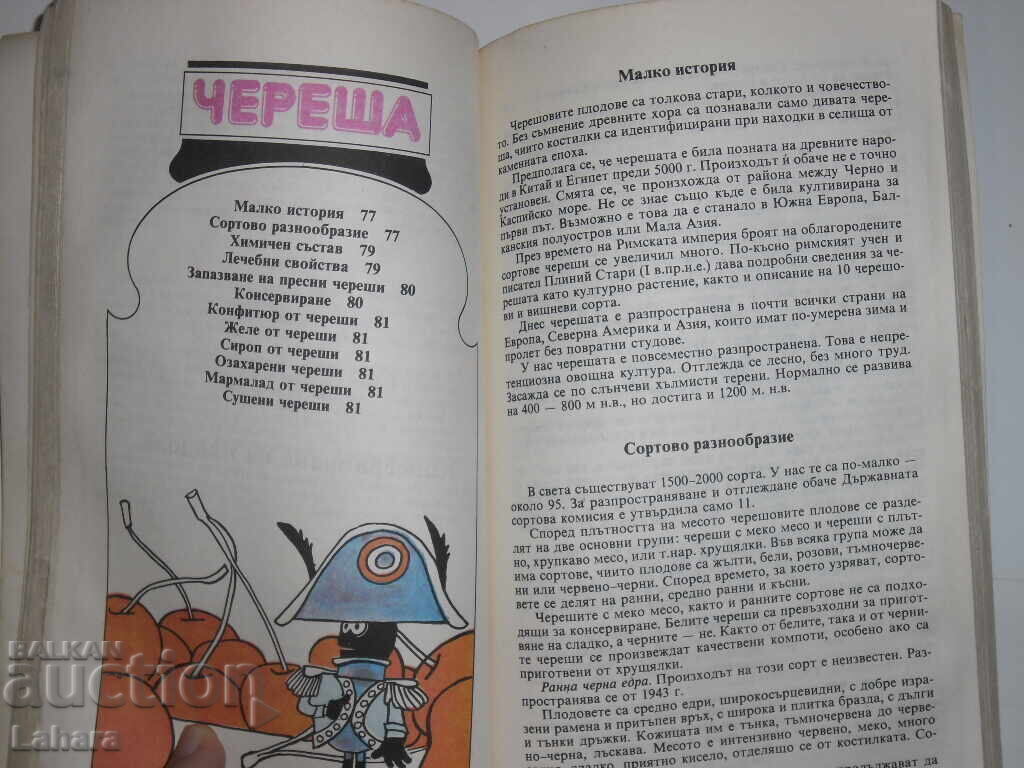 ЧЕРЕША
Малко история 77
Сортово разнообразие 77
Химичен състав 79
Лечебни свойства 79
Запазване на пресни череши 80
Консервиране 80
Конфитюр от череши 81
Желе от череши 81
Сироп от череши 81
Озахарени череши 81
Мармалад от череши 81
Сушени череши 81
BALKAN
auction
Lahara
Малко история
Черешовите плодове са толкова стари, колкото и човечество-
то. Без съмнение древните хора са познавали само дивата чере-
ша, чиито костилки са идентифицирани при находки в селища от
каменната епоха.
Предполага се, че черешата е била позната на древните наро-
ди в Китай и Египет преди 5000 г. Произходът ѝ обаче не е точно
установен. Смята се, че произхожда от района между Черно и
Каспийско море. Не се знае също къде е била култивирана за
първи път. Възможно е това да е станало в Южна Европа, Бал-
канския полуостров или Мала Азия.
През времето на Римската империя броят на облагородените
сортове череши се увеличил много. По-късно римският учен и
писател Плиний Стари (I в.пр.н.е.) дава подробни сведения за че-
решата като културно растение, както и описание на 10 черешо-
ви и вишневи сорта.
Днес черешата е разпространена в почти всички страни на
Европа, Северна Америка и Азия, които имат по-умерена зима и
пролет без повратни студове.
У нас черешата е повсеместно разпространена. Това е непре-
тенциозна овощна култура. Отглежда се лесно, без много труд.
Засажда се по слънчеви хълмисти терени. Нормално се развива
на 400 — 800 м н.в., но достига и 1200 м. н.в.
Сортово разнообразие
В света съществуват 1500–2000 сорта. У нас те са по-малко —
около 95. За разпространяване и отглеждане обаче Държавната
сортова комисия е утвърдила само 11.
Според плътността на месото черешовите плодове се разде-
лят на две основни групи: череши с меко месо и череши с плът-
но, хрупкаво месо, или т.нар. хрущялки. Във всяка група може да
има сортове, чиито плодове са жълти, бели, розови, тъмночерве-
ни или червено–черни. Според времето, за което узряват, сорто-
вете се делят на ранни, средно ранни и късни.
Черешите с меко месо, както и ранните сортове не са подхо-
дящи за консервиране. Белите череши са превъзходни за пригот-
вяне на сладко, а черните — не. Както от белите, така и от черни-
те череши се произвеждат качествени компоти, особено ако са
приготвени от хрущялки.
Ранна черна едра. Произходът на този сорт е неизвестен. Раз-
пространява се от 1943 г.
Плодовете са средно едри, широкосърцевидни, с добре изра-
зени рамена и притъпен връх, с широка и плитка бразда, с дълги
и тънки дръжки. Кожицата им е тънка, тъмночервена до черве-
но–черна, лъскава. Месото е интензивно червено, меко, много
сочно, сладко, приятно кисело, отделящо се от костилката. Со-
продължават да